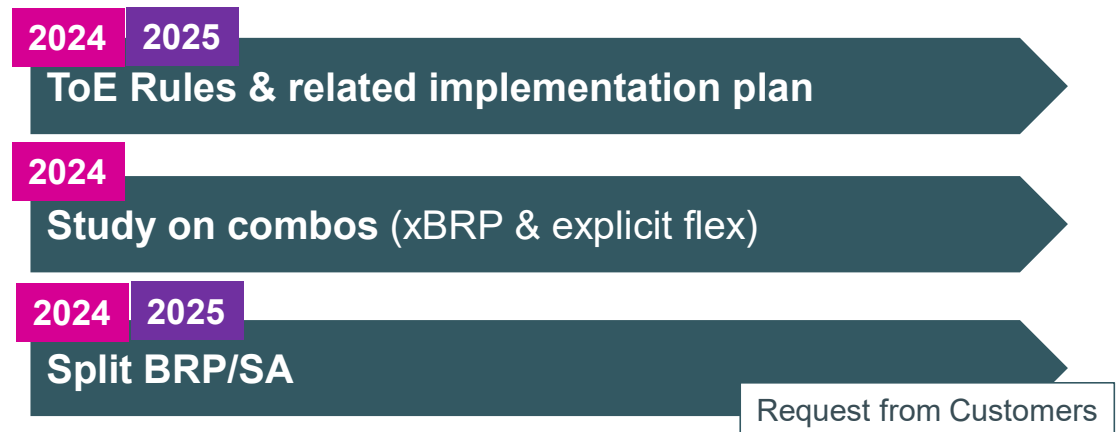 2024 2025
ToE Rules & related implementation plan
2024
Study on combos (xBRP & explicit flex)
2024 2025
Split BRP/SA
Request from Customers